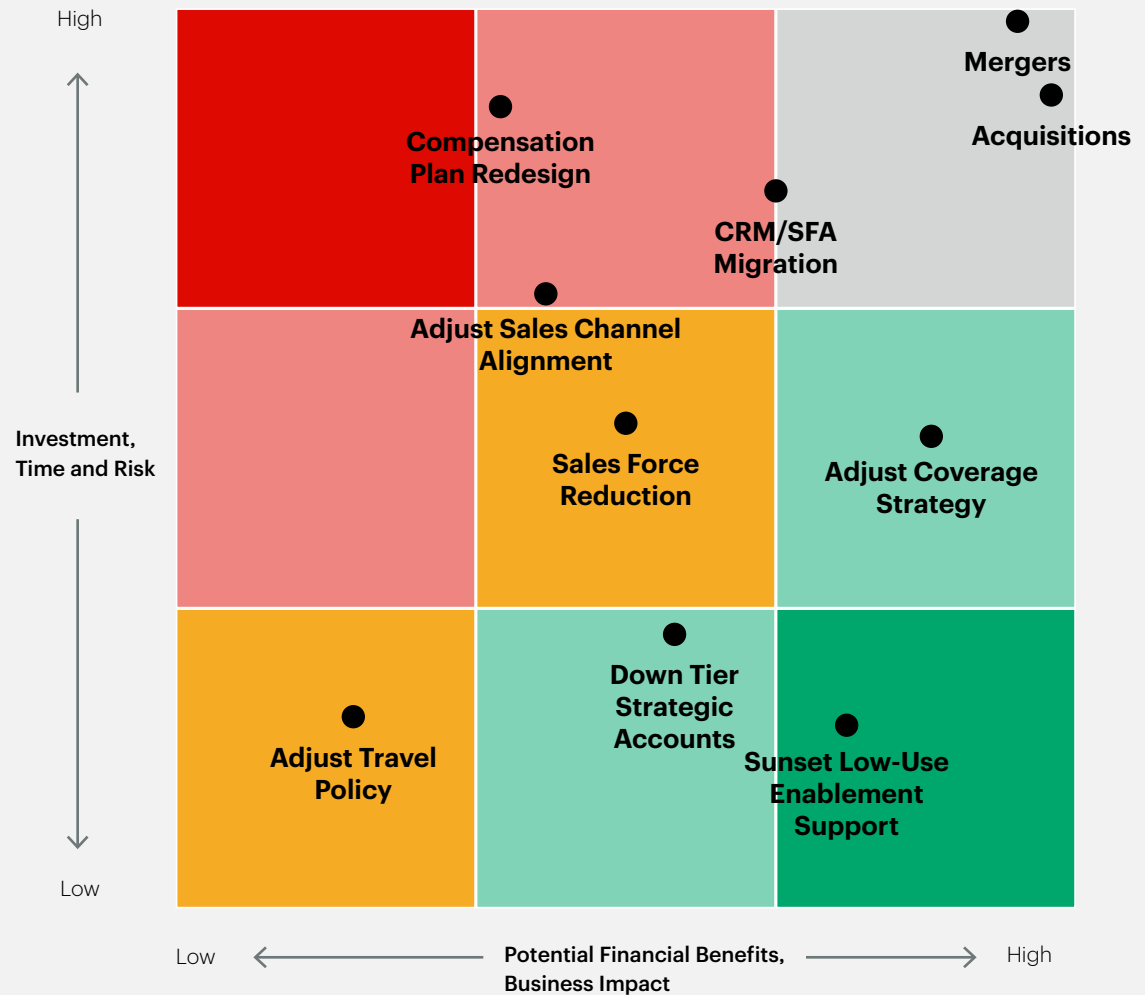 High
Mergers
Acquisitions
Compensation
Plan Redesign
CRM/SFA
Migration
Adjust Sales Channel
Alignment
Investment,
Time and Risk
Sales Force
Reduction
Adjust Coverage
Strategy
Down Tier
Strategic
Accounts
Adjust Travel
Policy
Sunset Low-Use
Enablement
Support
Low
Low
Potential Financial Benefits,
Business Impact
High